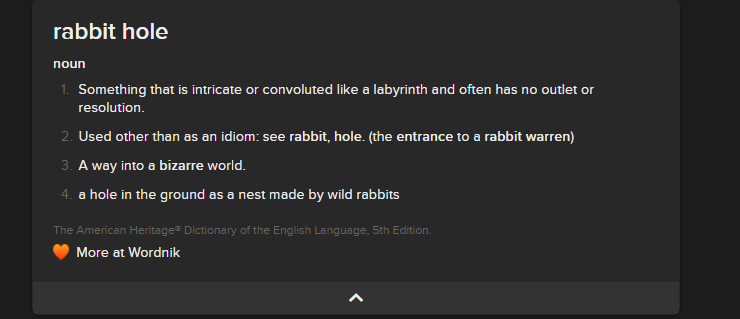 rabbit hole
noun
1. Something that is intricate or convoluted like a labyrinth and often has no outlet or
resolution.
2. Used other than as an idiom: see rabbit, hole. (the entrance to a rabbit warren)
3. A way into a bizarre world.
4. a hole in the ground as a nest made by wild rabbits
The American Heritage® Dictionary of the English Language, 5th Edition.
More at Wordnik